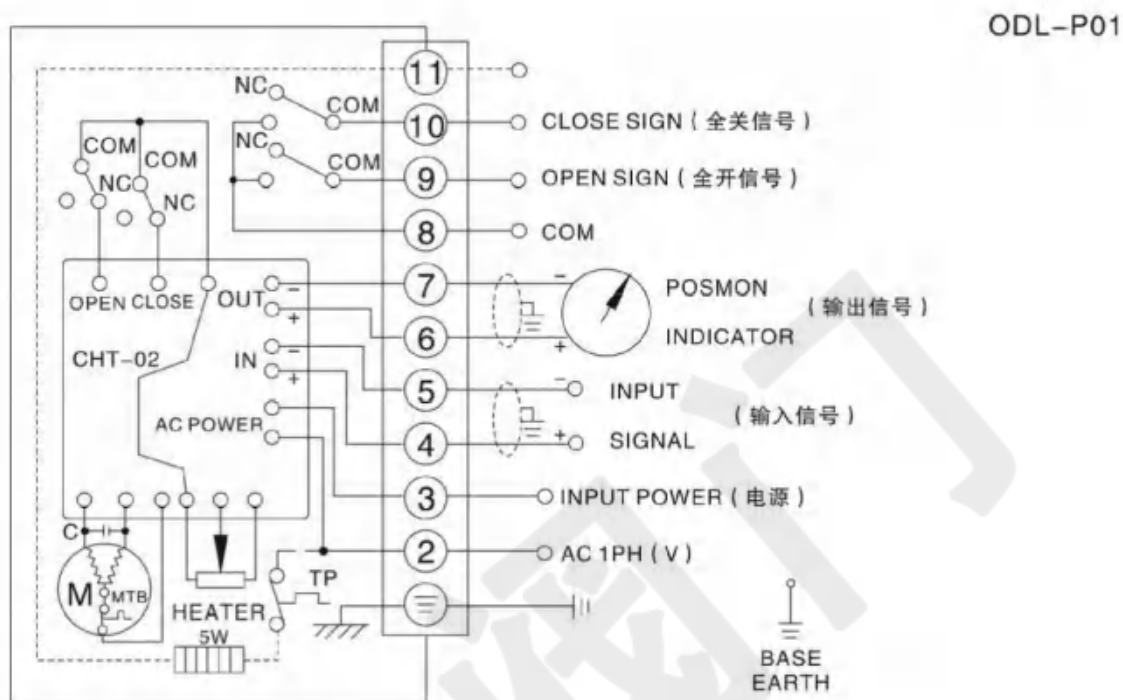 ODL-P01
11
NC
COM
10
CLOSE SIGN (全关信号)
NC
COM
9
OPEN SIGN (全开信号)
COM
COM
NC
NC
8
COM
OPEN CLOSE
OUT
-
7
-
POSMON
(输出信号)
+
6
+
INDICATOR
CHT-02
IN
-
5
-
INPUT
(输入信号)
+
4
+
SIGNAL
AC POWER
3
INPUT POWER (电源)
2
AC 1PH (V)
C
M
MTB
TP
HEATER
5W
BASE
EARTH
阀门